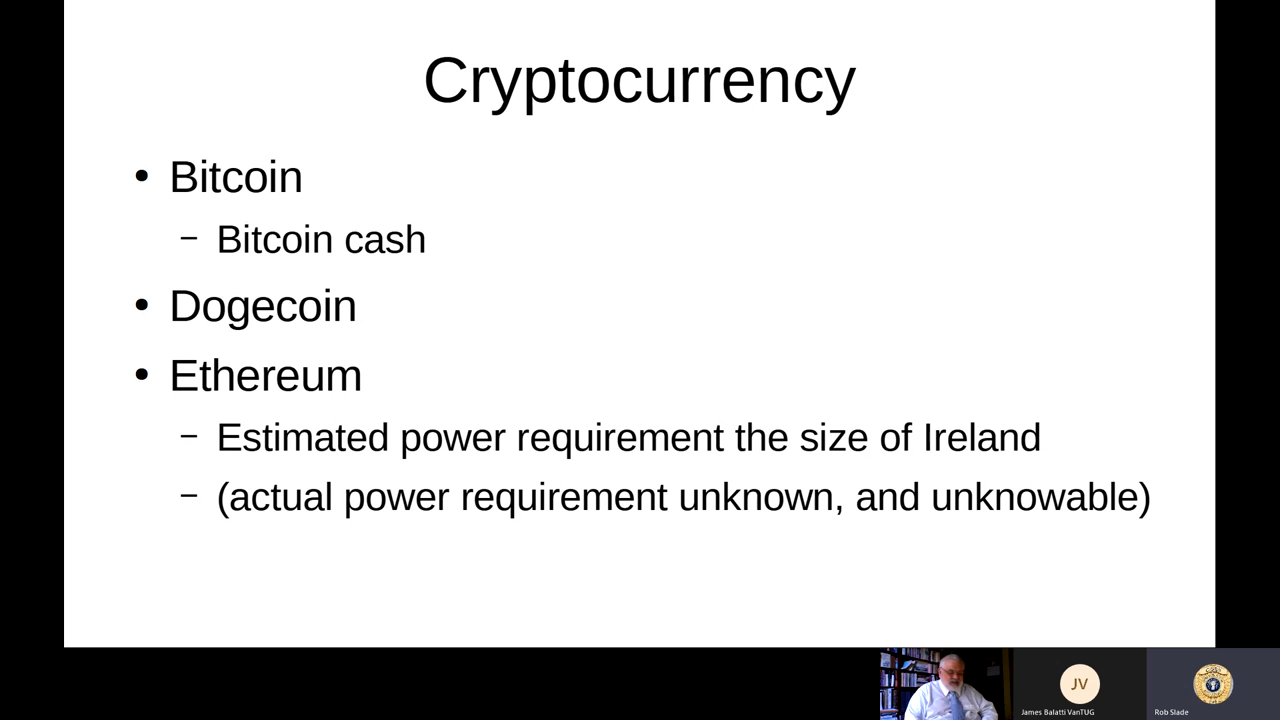 Cryptocurrency
• Bitcoin
– Bitcoin cash
• Dogecoin
• Ethereum
– Estimated power requirement the size of Ireland
– (actual power requirement unknown, and unknowable)
JV
James Balatti VanTUG
Rob Slade